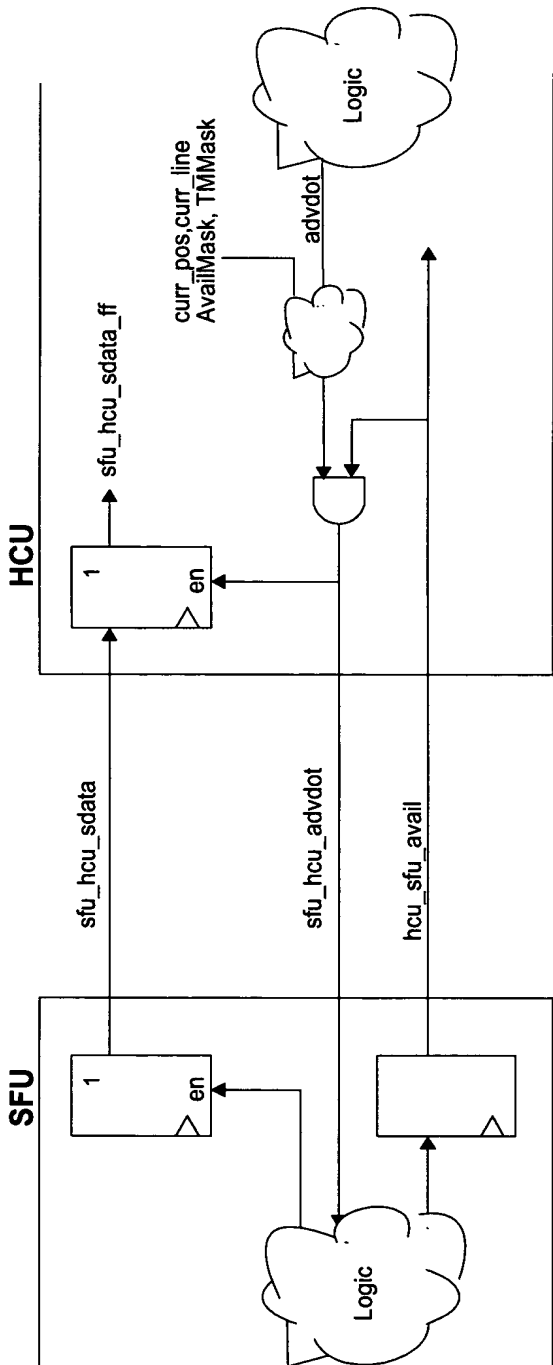 SFU
HCU
1
en
sfu_hcu_sdata
1
en
sfu_hcu_sdata_ff
curr_pos,curr_line
AvailMask, TMMask
Logic
sfu_hcu_advdot
advdot
Logic
hcu_sfu_avail